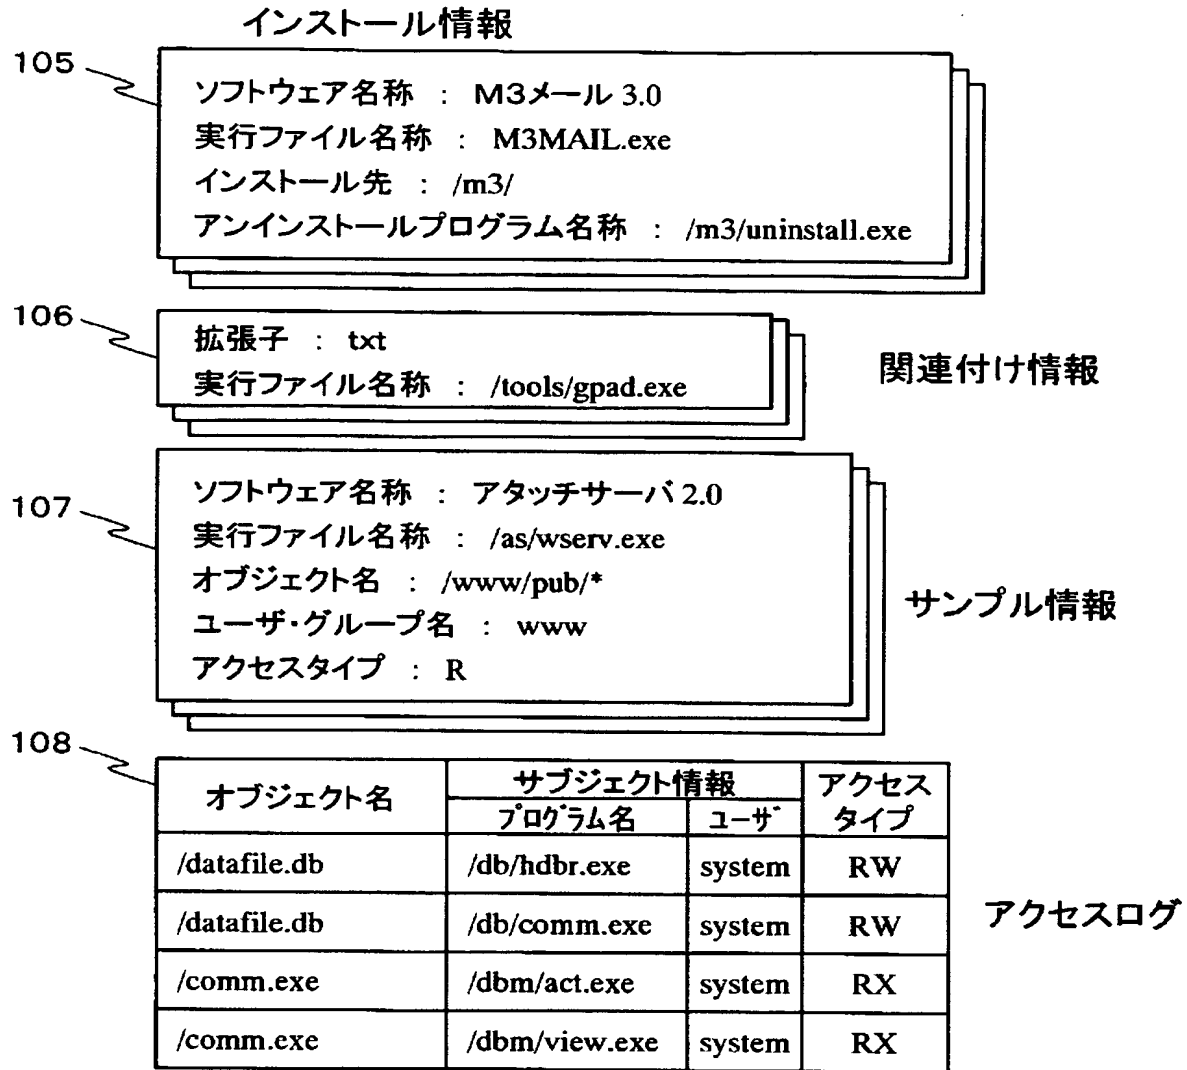 インストール情報
105
ソフトウェア名称 : M3メール 3.0
実行ファイル名称 : M3MAIL.exe
インストール先 : /m3/
アンインストールプログラム名称 : /m3/uninstall.exe
106
拡張子 : txt
実行ファイル名称 : /tools/gpad.exe
関連付け情報
107
ソフトウェア名称 : アタッチサーバ 2.0
実行ファイル名称 : /as/wserv.exe
オブジェクト名 : /www/pub/*
ユーザ・グループ名 : www
アクセスタイプ : R
サンプル情報
108
オブジェクト名 サブジェクト情報 アクセスタイプ
プログラム名 ユーザ
/datafile.db /db/hdbr.exe system RW
/datafile.db /db/comm.exe system RW
/comm.exe /dbm/act.exe system RX
/comm.exe /dbm/view.exe system RX
アクセスログ